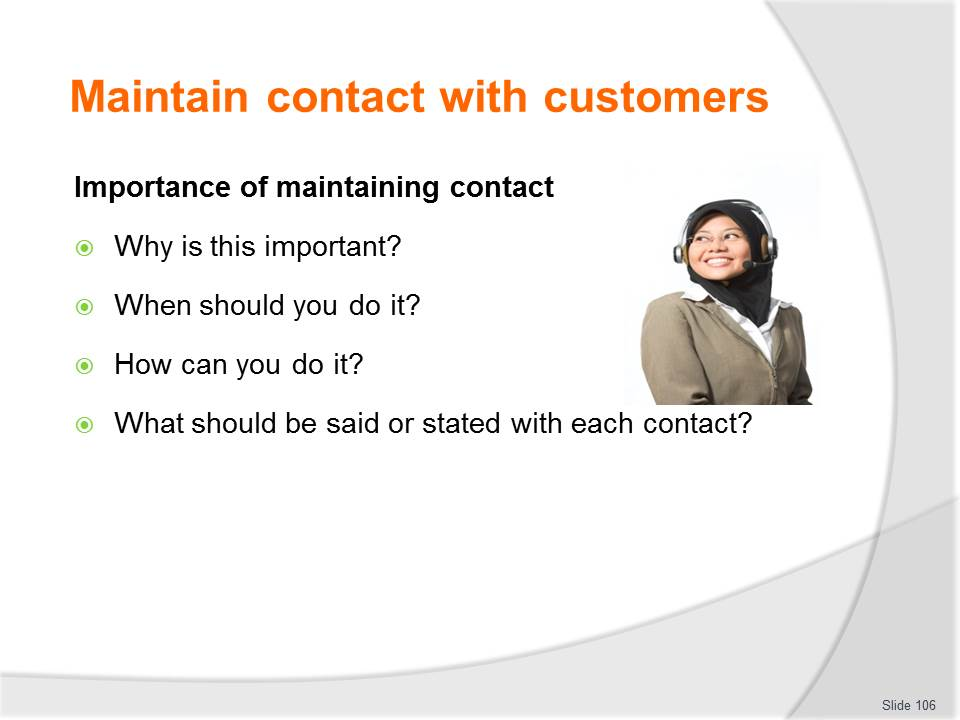 Maintain contact with customers
Importance of maintaining contact
Why is this important?
When should you do it?
How can you do it?
What should be said or stated with each contact?
Slide 106